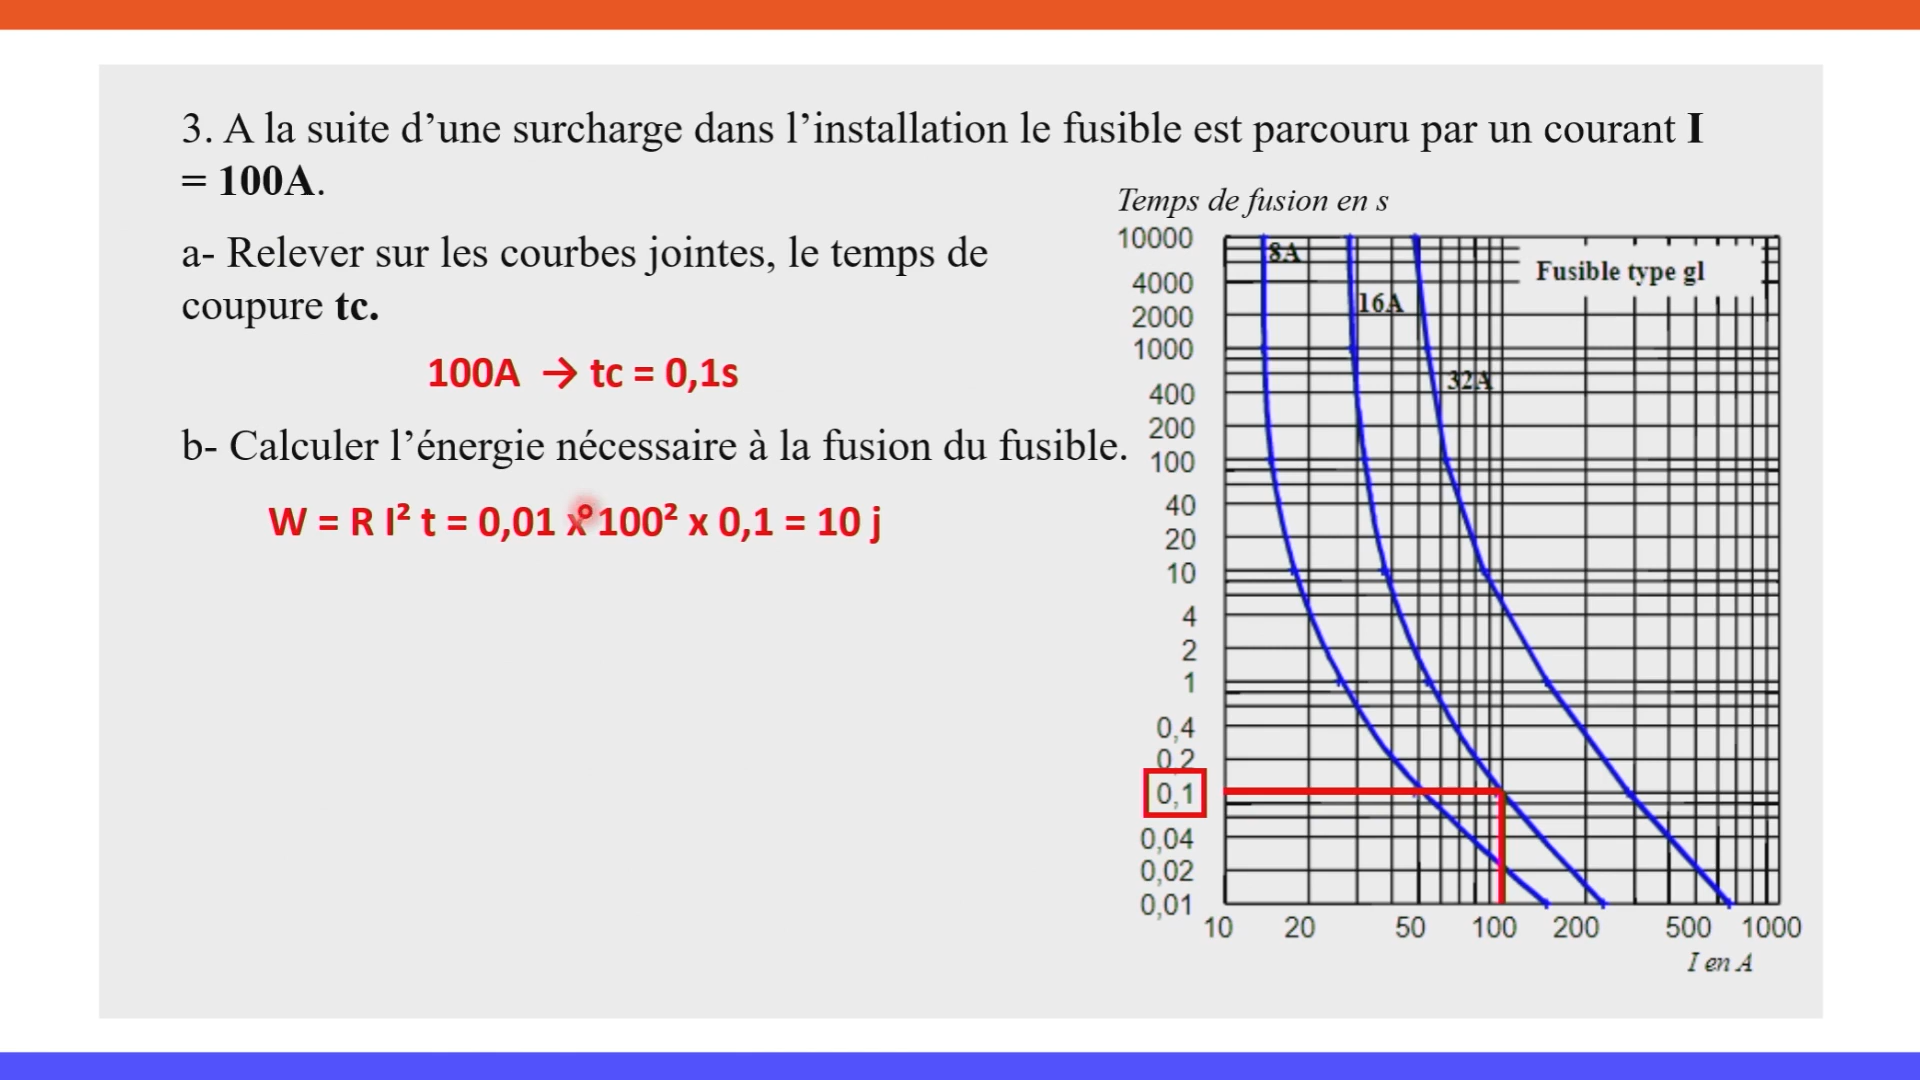 3. A la suite d’une surcharge dans l’installation le fusible est parcouru par un courant I
= 100A.
a- Relever sur les courbes jointes, le temps de
coupure tc.
100A → tc = 0,1s
b- Calculer l’énergie nécessaire à la fusion du fusible.
W = R I² t = 0,01 x 100² x 0,1 = 10 j
Temps de fusion en s
10000
4000
2000
1000
400
200
100
40
20
10
4
2
1
0,4
0,2
0,1
0,04
0,02
0,01
8A
Fusible type gl
16A
32A
10 20 50 100 200 500 1000
I en A